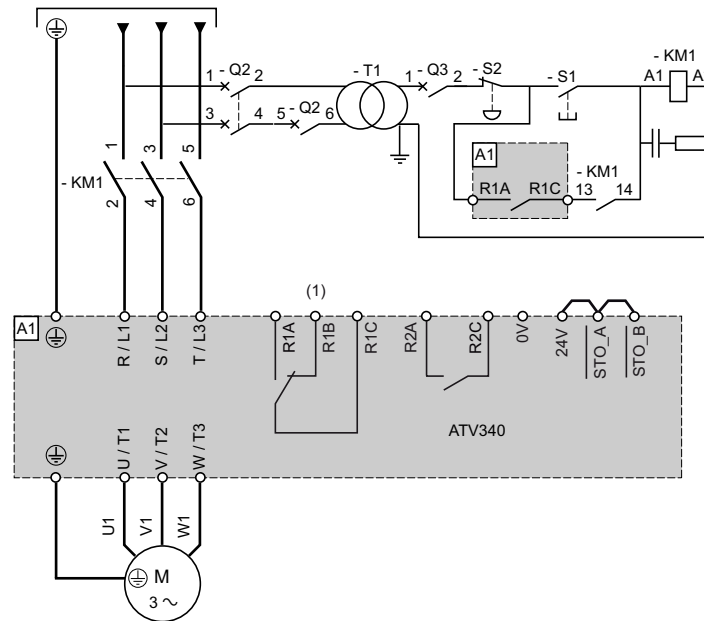 - KM1
1 - Q2 2
- T1
1 - Q3 2
- S2
- S1
A1 A
3 4 5 - Q2 6
A1
R1A R1C
- KM1
13 14
1 3 5
- KM1
2 4 6
(1)
A1
R / L1
S / L2
T / L3
R1A
R1B
R1C
R2A
R2C
0V
24V
STO_A
STO_B
ATV340
U / T1
V / T2
W / T3
U1
V1
W1
M
3 ~